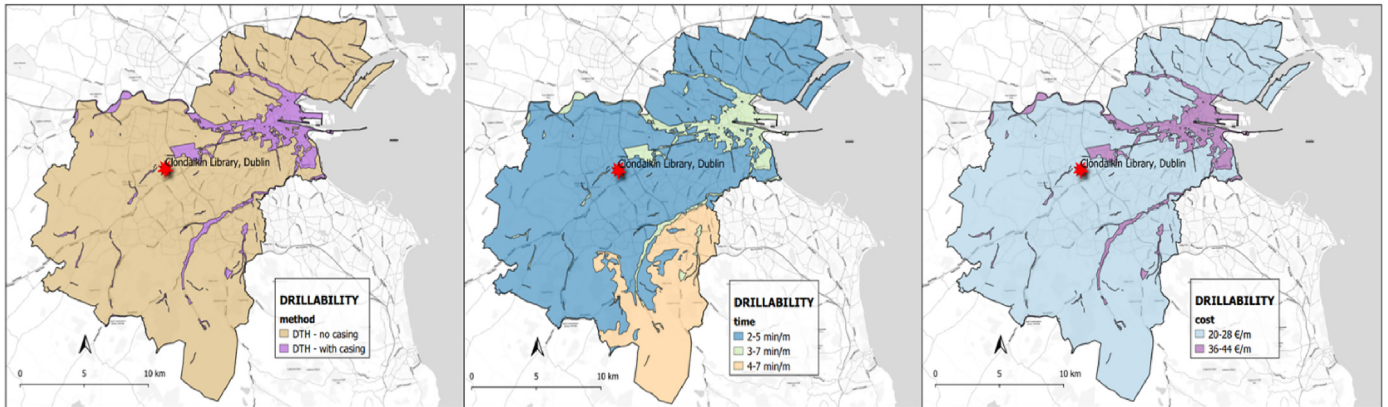 Clondalkin Library, Dublin
DRILLABILITY
method
DTH - no casing
DTH - with casing
0 5 10 km
Clondalkin Library, Dublin
DRILLABILITY
time
2-5 min/m
3-7 min/m
4-7 min/m
0 5 10 km
Clondalkin Library, Dublin
DRILLABILITY
cost
20-28 €/m
36-44 €/m
0 5 10 km